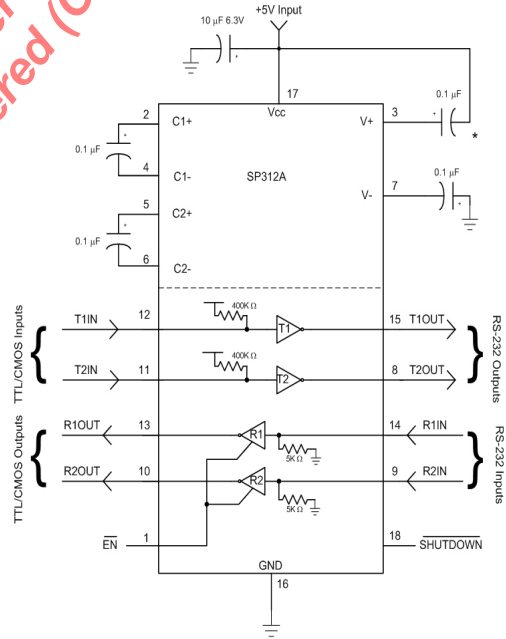 ered (O
+5V Input
10 µF 6.3V
17
Vcc
0.1 µF
2
C1+
V+
3
*
0.1 µF
4
C1-
SP312A
0.1 µF
5
C2+
V-
7
0.1 µF
6
C2-
TTL/CMOS Inputs
T1IN
12
400K Ω
T1
15
T1OUT
RS-232 Outputs
T2IN
11
400K Ω
T2
8
T2OUT
TTL/CMOS Outputs
R1OUT
13
R1
5K Ω
14
R1IN
RS-232 Inputs
R2OUT
10
R2
5K Ω
9
R2IN
EN
1
18
SHUTDOWN
GND
16